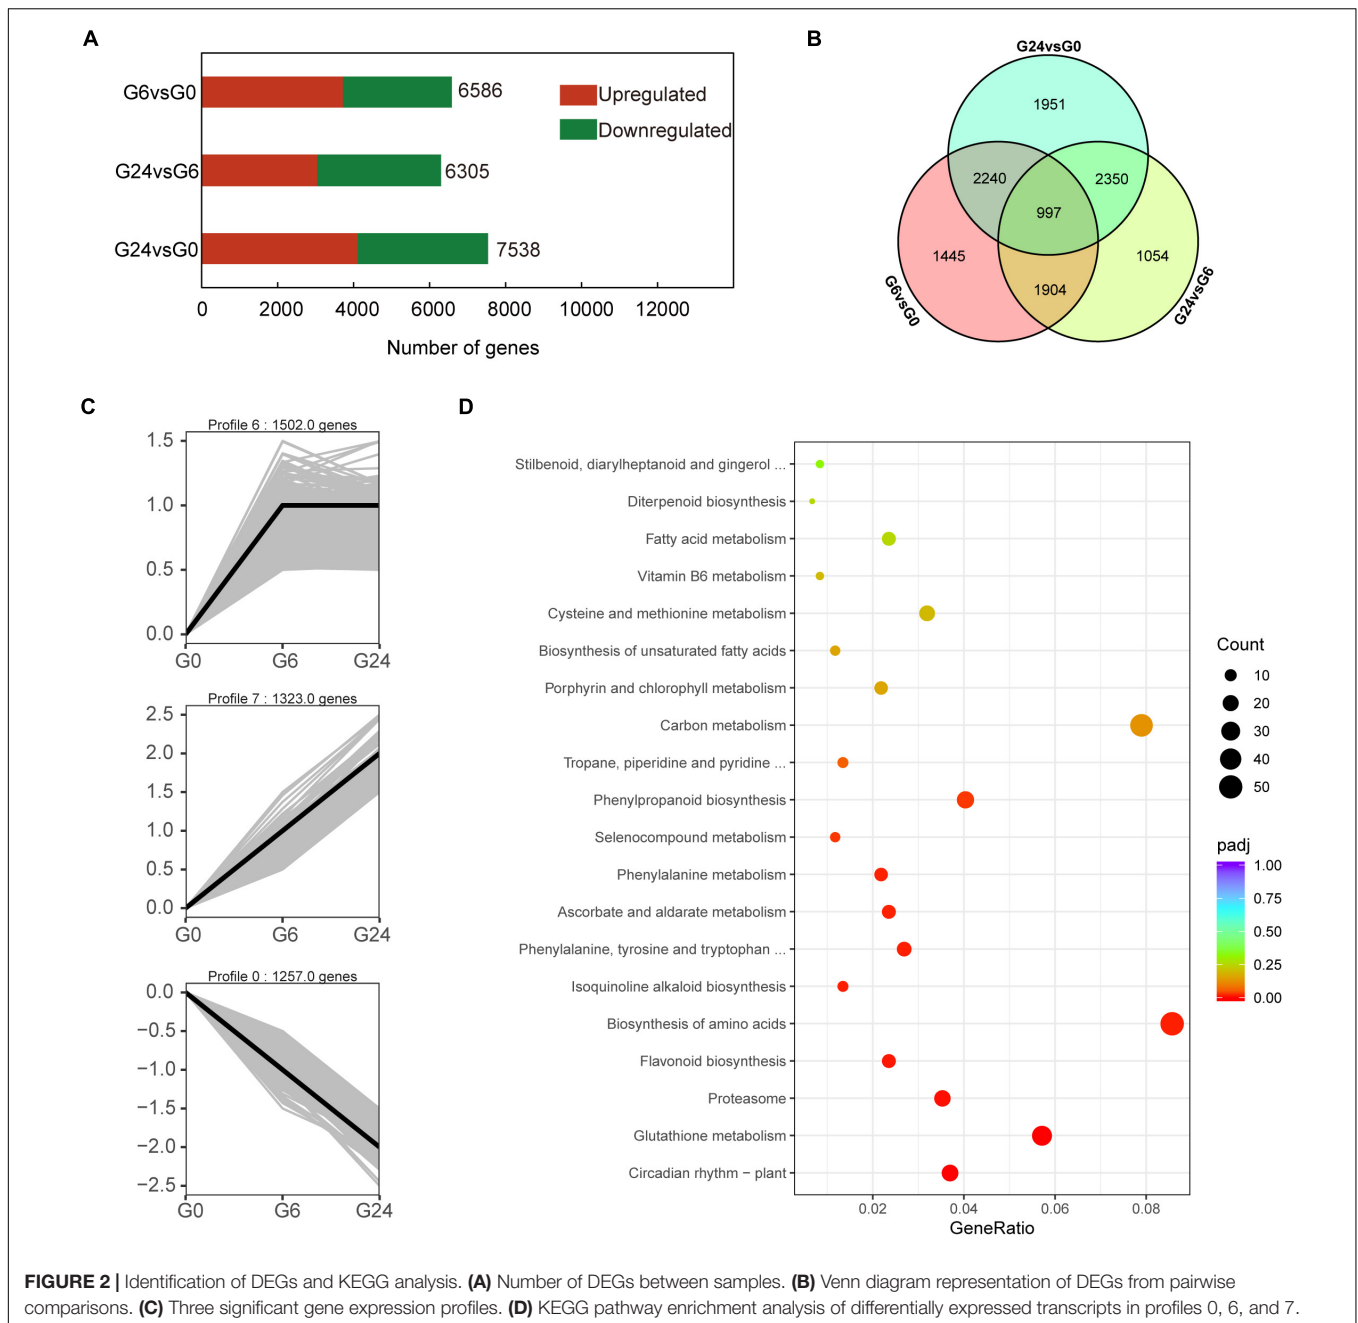 A
G6vsG0
G24vsG6
G24vsG0
6586
6305
7538
Upregulated
Downregulated
0 2000 4000 6000 8000 10000 12000
Number of genes
B
G24vsG0
1951
2240
2350
997
1445
1054
1904
G6vsG0
G24vsG6
C
Profile 6 : 1502.0 genes
1.5
1.0
0.5
0.0
G0 G6 G24
Profile 7 : 1323.0 genes
2.5
2.0
1.5
1.0
0.5
0.0
G0 G6 G24
Profile 0 : 1257.0 genes
0.0
−0.5
−1.0
−1.5
−2.0
−2.5
G0 G6 G24
D
Stilbenoid, diarylheptanoid and gingerol ...
Diterpenoid biosynthesis
Fatty acid metabolism
Vitamin B6 metabolism
Cysteine and methionine metabolism
Biosynthesis of unsaturated fatty acids
Porphyrin and chlorophyll metabolism
Carbon metabolism
Tropane, piperidine and pyridine ...
Phenylpropanoid biosynthesis
Selenocompound metabolism
Phenylalanine metabolism
Ascorbate and aldarate metabolism
Phenylalanine, tyrosine and tryptophan ...
Isoquinoline alkaloid biosynthesis
Biosynthesis of amino acids
Flavonoid biosynthesis
Proteasome
Glutathione metabolism
Circadian rhythm − plant
0.02 0.04 0.06 0.08
GeneRatio
Count
10
20
30
40
50
padj
1.00
0.75
0.50
0.25
0.00
FIGURE 2 | Identification of DEGs and KEGG analysis. (A) Number of DEGs between samples. (B) Venn diagram representation of DEGs from pairwise
comparisons. (C) Three significant gene expression profiles. (D) KEGG pathway enrichment analysis of differentially expressed transcripts in profiles 0, 6, and 7.